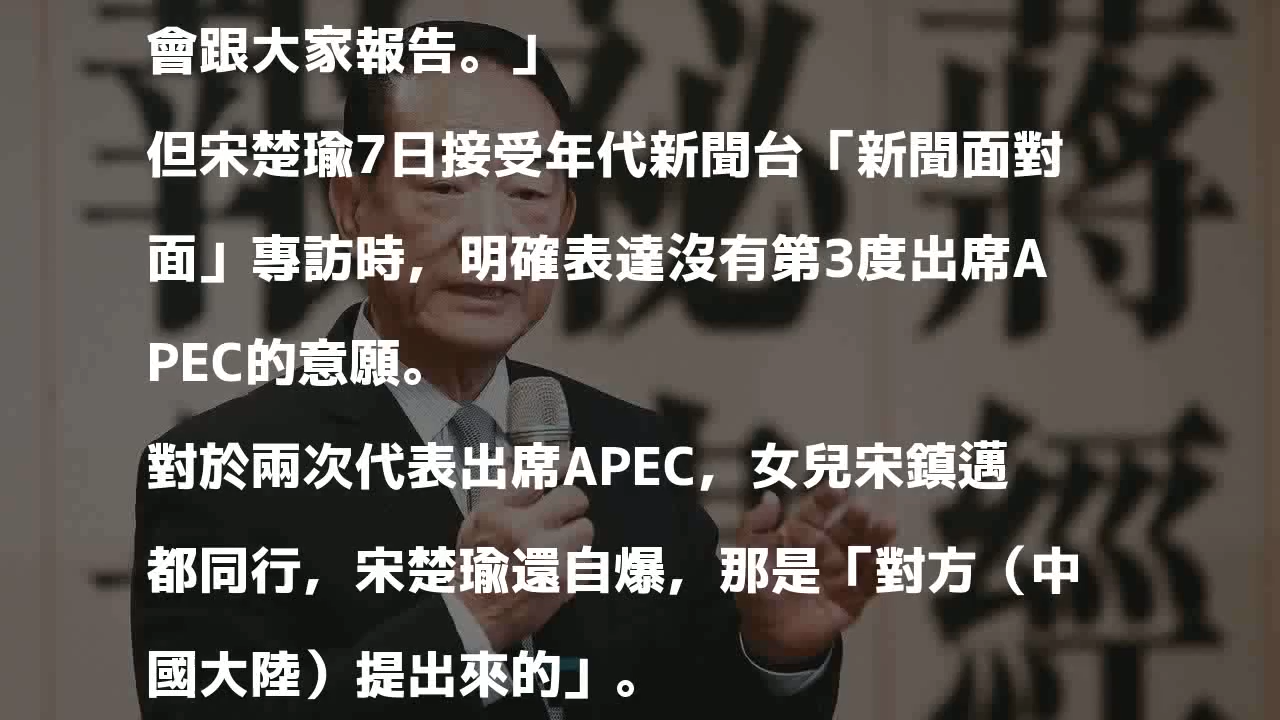 會跟大家報告。」
但宋楚瑜7日接受年代新聞台「新聞面對
面」專訪時，明確表達沒有第3度出席A
PEC的意願。
對於兩次代表出席APEC，女兒宋鎮邁
都同行，宋楚瑜還自爆，那是「對方（中
國大陸）提出來的」。
蔣
經